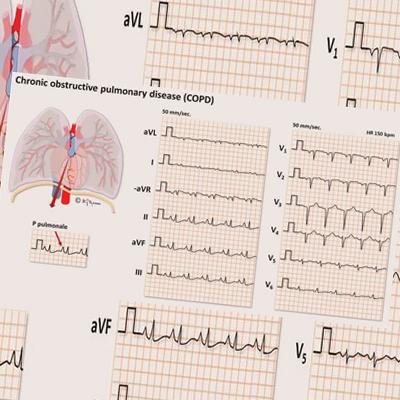 aVL
V1
Chronic obstructive pulmonary disease (COPD)
50 mm/sec.
50 mm/sec.
HR 150 bpm
aVL
I
-aVR
II
aVF
III
V1
V2
V3
V4
V5
V6
P pulmonale
aVF
V5